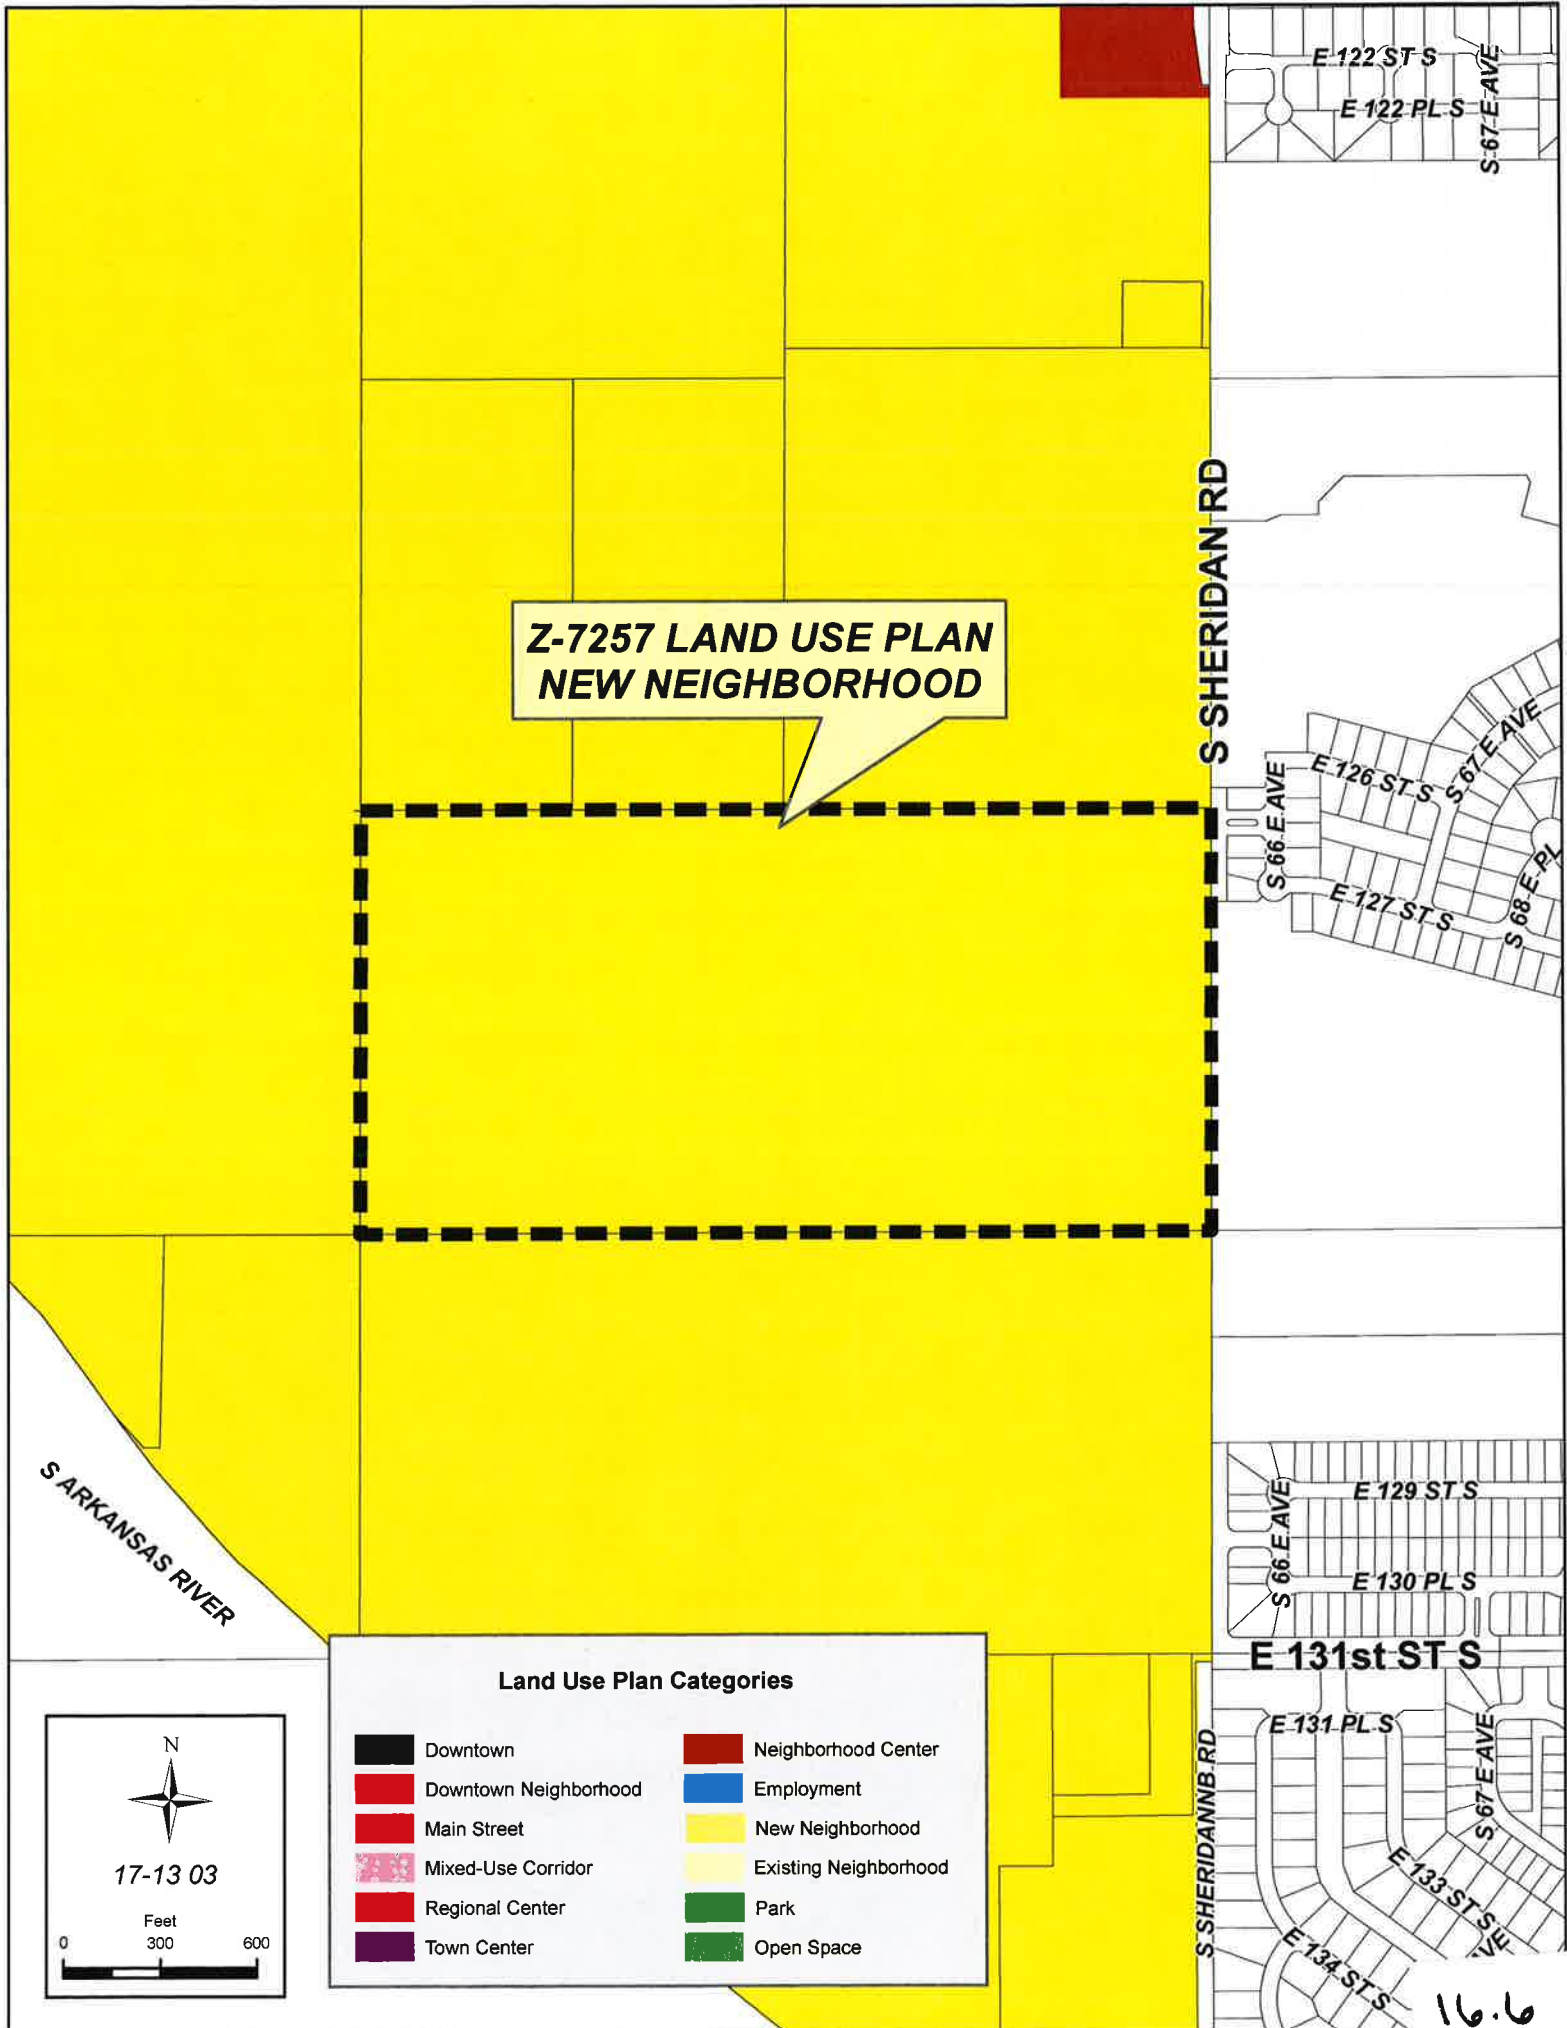 E 122 ST S
E 122 PL S
S 67 E AVE
S SHERIDAN RD
Z-7257 LAND USE PLAN
NEW NEIGHBORHOOD
S 67 E AVE
E 126 ST S
S 66 E AVE
E 127 ST S
S 68 E PL
S ARKANSAS RIVER
E 129 ST S
S 66 E AVE
E 130 PL S
E 131st ST S
Land Use Plan Categories
Downtown
Downtown Neighborhood
Main Street
Mixed-Use Corridor
Regional Center
Town Center
Neighborhood Center
Employment
New Neighborhood
Existing Neighborhood
Park
Open Space
N
17-13 03
Feet
0 300 600
S SHERIDANNB RD
E 131 PL S
S 67 E AVE
E 133 ST S
E 134 ST S
VE
16.6